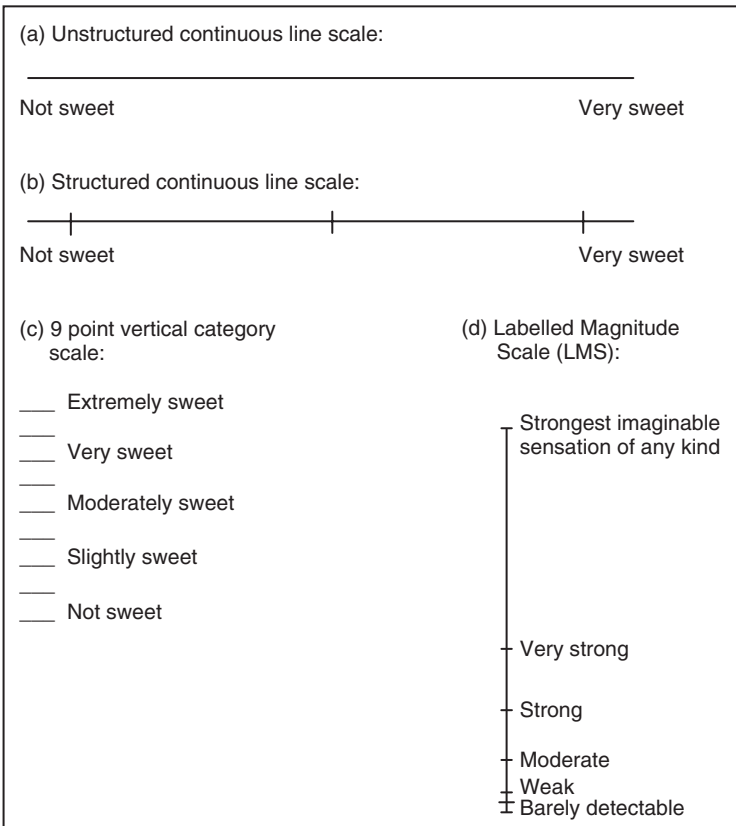 (a) Unstructured continuous line scale:
Not sweet Very sweet
(b) Structured continuous line scale:
Not sweet Very sweet
(c) 9 point vertical category
scale:
Extremely sweet
Very sweet
Moderately sweet
Slightly sweet
Not sweet
(d) Labelled Magnitude
Scale (LMS):
Strongest imaginable
sensation of any kind
Very strong
Strong
Moderate
Weak
Barely detectable